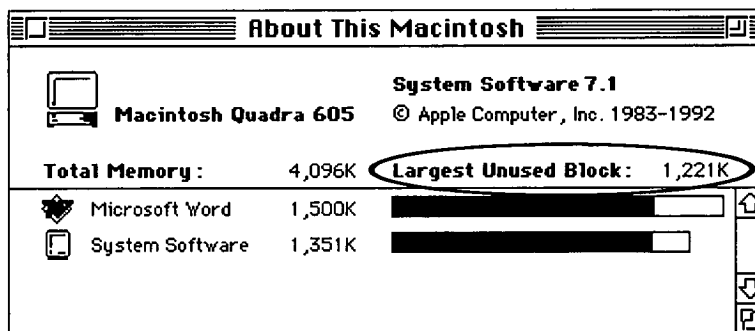 About This Macintosh
System Software 7.1
Macintosh Quadra 605 © Apple Computer, Inc. 1983-1992
Total Memory : 4,096K Largest Unused Block: 1,221K
Microsoft Word 1,500K
System Software 1,351K